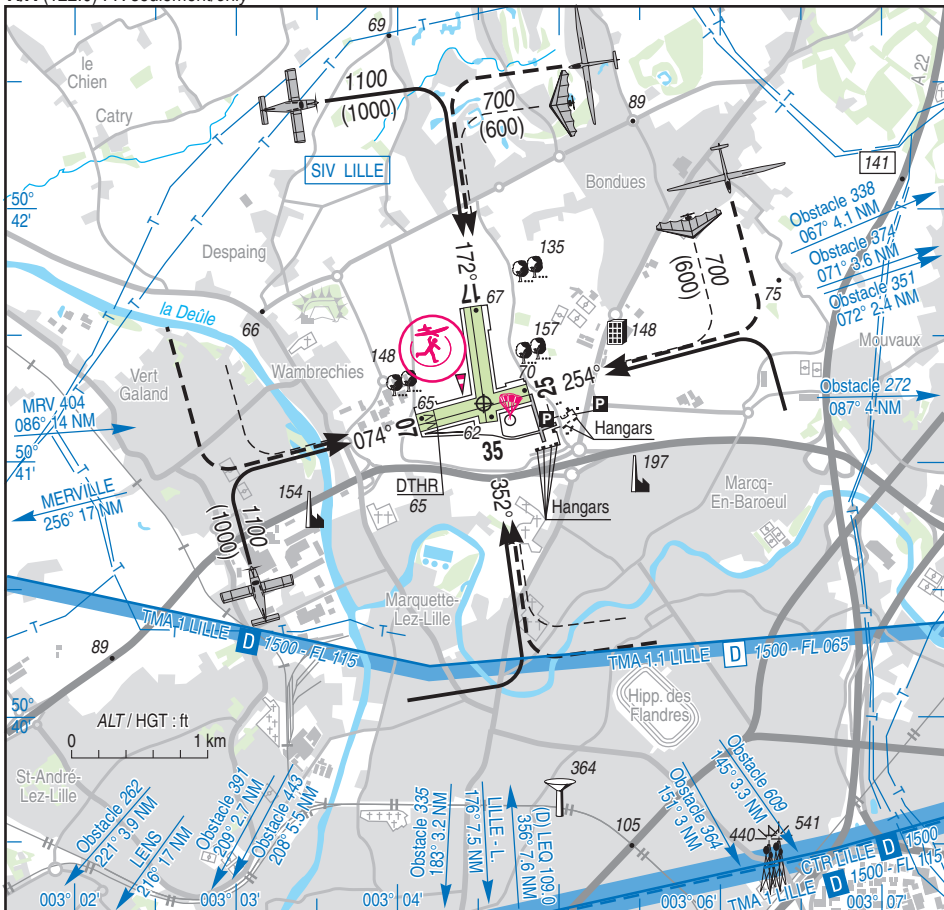 69
le
Chien
Catry
1100
(1000)
700
(600)
89
A 22
141
SIV LILLE
50°
42'
Bondues
Despaing
Obstacle 338
067° 4.1 NM
Obstacle 374
071° 3.6 NM
Obstacle 351
072° 2.4 NM
700
(600)
135
75
172°
17
67
la Deûle
66
157
148
Mouvaux
Wambrechies
148
70
Vert
Galand
254°
25
65
Obstacle 272
087° 4 NM
MRV 404
086° 14 NM
P
P
Hangars
07
074°
62
35
50°
41'
MERVILLE
256° 17 NM
154
DTHR
65
197
352°
Hangars
Marcq-
En-Baroeul
1100
(1000)
Marquette-
Lez-Lille
TMA 1 LILLE D 1500 - FL 115
TMA 1.1 LILLE D 1500 - FL 065
89
50°
40'
ALT / HGT : ft
0 1 km
Hipp. des
Flandres
St-André-
Lez-Lille
364
105
Obstacle 262
221° 3.9 NM
LENS
216° 17 NM
Obstacle 391
209° 2.7 NM
Obstacle 443
208° 5.5 NM
Obstacle 335
183° 3.2 NM
LILLE - L.
176° 7.5 NM
(D) LEQ 109.0
356° 7.6 NM
Obstacle 364
151° 3 NM
Obstacle 609
145° 3.3 NM
440
541
CTR LILLE D 1500
TMA 1 LILLE D 1500 - FL 115
003° 02'
003° 03'
003° 04'
003° 06'
003° 07'